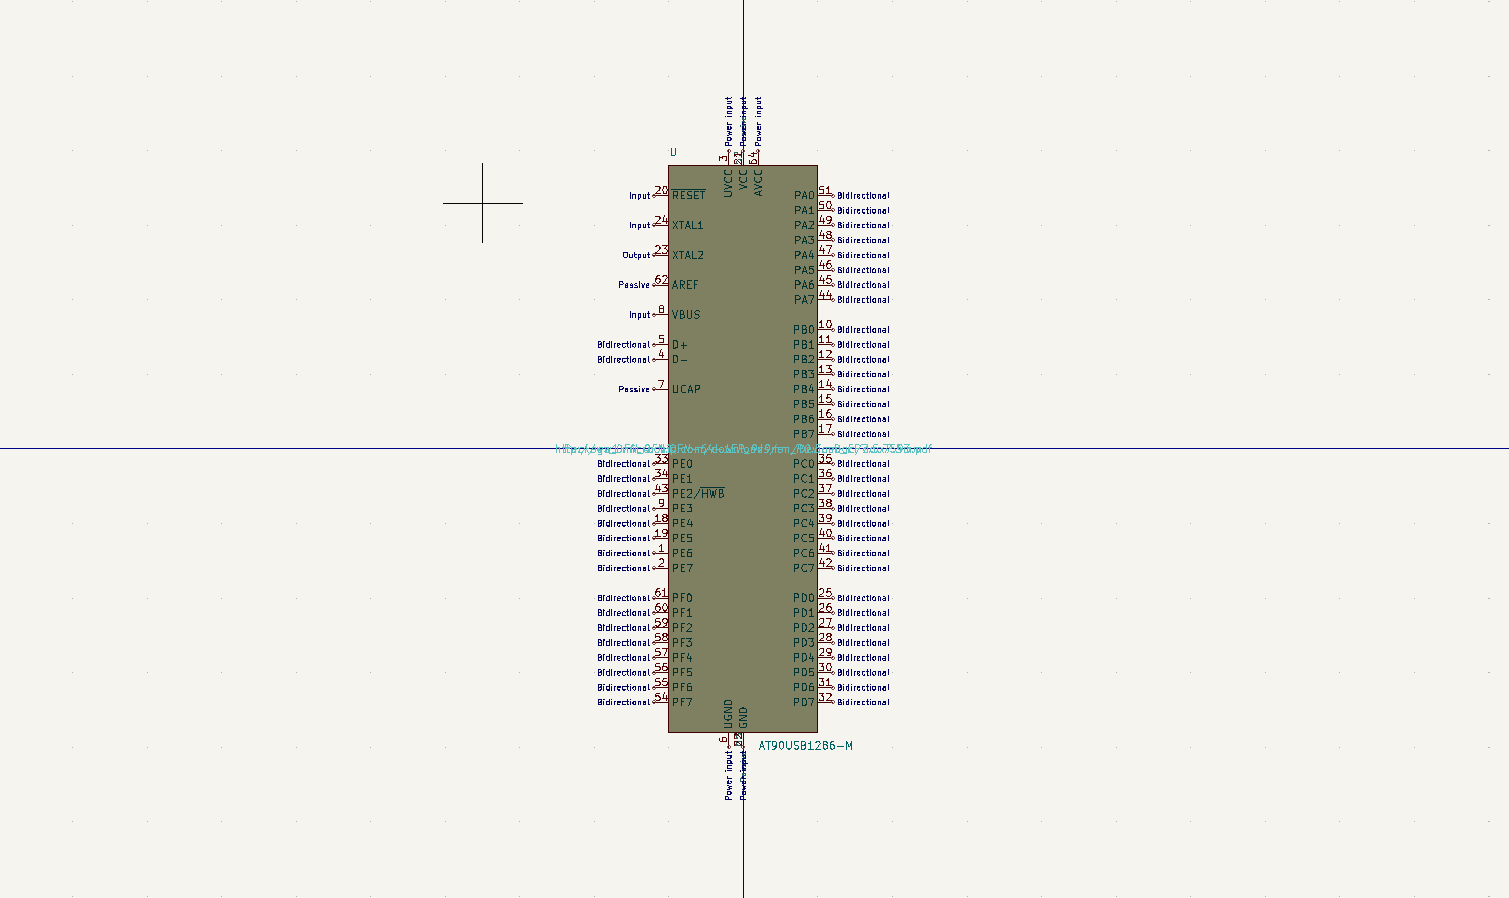 Power input Power input Power input
U
3 64
UVCC VCC AVCC
Input 20 RESET PA0 51 Bidirectional
PA1 50 Bidirectional
Input 24 XTAL1 PA2 49 Bidirectional
PA3 48 Bidirectional
Output 23 XTAL2 PA4 47 Bidirectional
PA5 46 Bidirectional
Passive 62 AREF PA6 45 Bidirectional
PA7 44 Bidirectional
Input 8 VBUS
PB0 10 Bidirectional
Bidirectional 5 D+ PB1 11 Bidirectional
Bidirectional 4 D- PB2 12 Bidirectional
PB3 13 Bidirectional
Passive 7 UCAP PB4 14 Bidirectional
PB5 15 Bidirectional
PB6 16 Bidirectional
PB7 17 Bidirectional
Bidirectional 33 PE0 PC0 35 Bidirectional
Bidirectional 34 PE1 PC1 36 Bidirectional
Bidirectional 43 PE2/HWB PC2 37 Bidirectional
Bidirectional 9 PE3 PC3 38 Bidirectional
Bidirectional 18 PE4 PC4 39 Bidirectional
Bidirectional 19 PE5 PC5 40 Bidirectional
Bidirectional 1 PE6 PC6 41 Bidirectional
Bidirectional 2 PE7 PC7 42 Bidirectional
Bidirectional 61 PF0 PD0 25 Bidirectional
Bidirectional 60 PF1 PD1 26 Bidirectional
Bidirectional 59 PF2 PD2 27 Bidirectional
Bidirectional 58 PF3 PD3 28 Bidirectional
Bidirectional 57 PF4 PD4 29 Bidirectional
Bidirectional 56 PF5 PD5 30 Bidirectional
Bidirectional 55 PF6 PD6 31 Bidirectional
Bidirectional 54 PF7 PD7 32 Bidirectional
UGND GND
6
AT90USB1286-M
Power input Power input